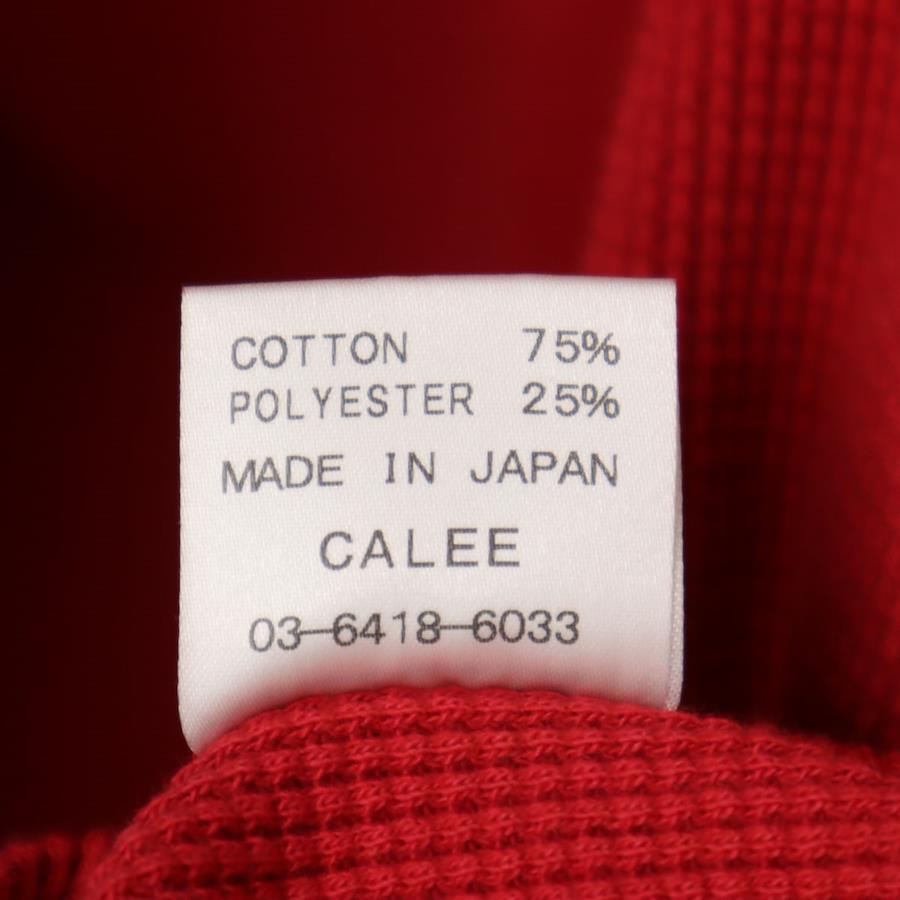 COTTON 75%
POLYESTER 25%
MADE IN JAPAN
CALEE
03-6418-6033